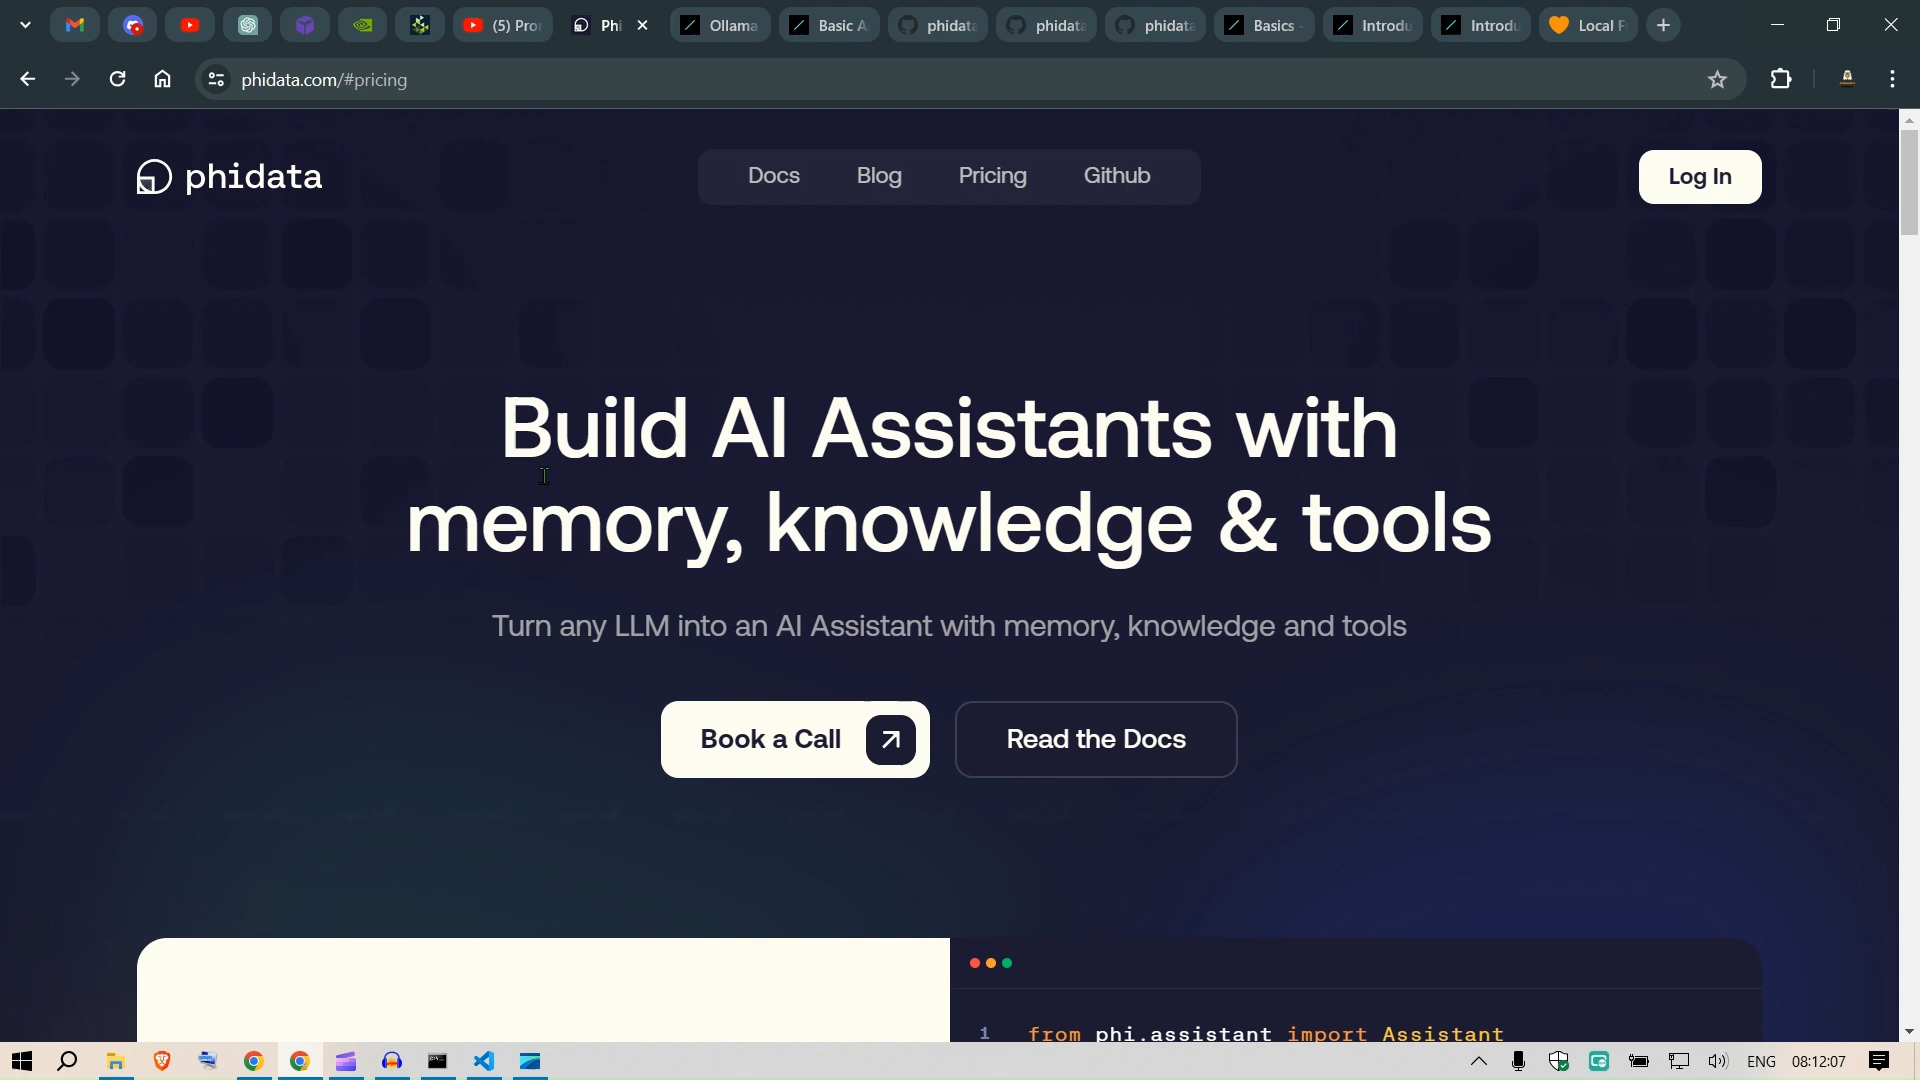 (5) Pro
Phi
Ollama
Basic A
phidata
phidata
phidata
Basics -
Introdu
Introdu
Local F
phidata.com/#pricing
phidata
Docs
Blog
Pricing
Github
Log In
Build AI Assistants with
memory, knowledge & tools
Turn any LLM into an AI Assistant with memory, knowledge and tools
Book a Call
Read the Docs
1 from phi.assistant import Assistant
ENG
08:12:07